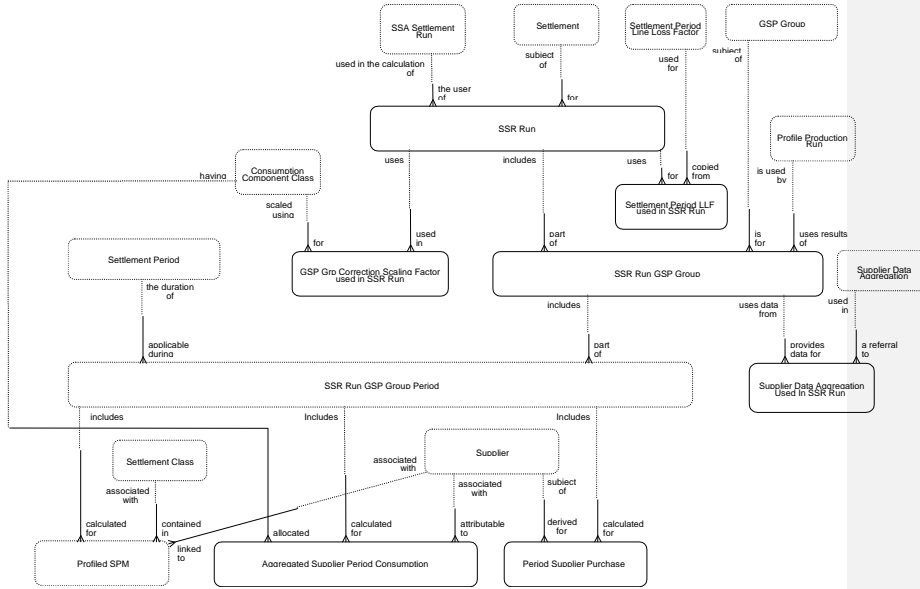 SSA Settlement
Run
Settlement
Settlement Period
Line Loss Factor
GSP Group
used in the calculation
of
subject
of
used
for
subject
of
the user
of
for
SSR Run
Profile Production
Run
uses
includes
uses
copied
from
for
is used
by
Consumption
Component Class
having
scaled
using
Settlement Period LLF
used in SSR Run
for
used
in
part
of
is
for
uses results
of
Settlement Period
GSP Grp Correction Scaling Factor
used in SSR Run
SSR Run GSP Group
Supplier Data
Aggregation
the duration
of
includes
uses data
from
used
in
applicable
during
part
of
provides
data for
a referral
to
SSR Run GSP Group Period
Supplier Data Aggregation
Used In SSR Run
includes
Includes
Includes
Settlement Class
Supplier
associated
with
associated
with
associated
with
subject
of
calculated
for
contained
in
linked
to
allocated
calculated
for
attributable
to
derived
for
calculated
for
Profiled SPM
Aggregated Supplier Period Consumption
Period Supplier Purchase